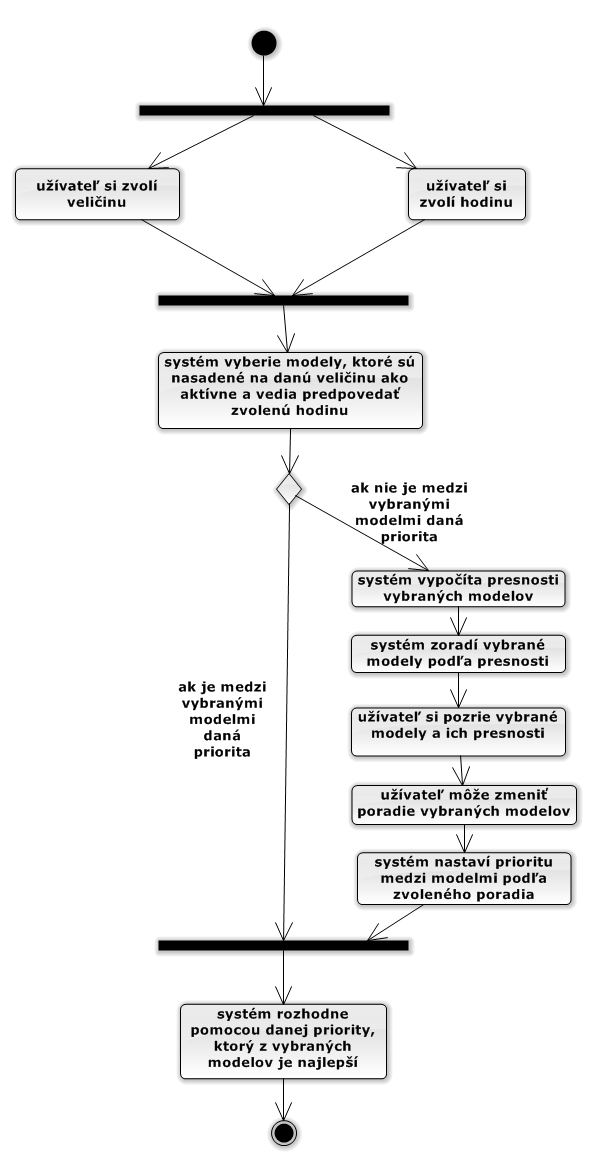 užívateľ si zvolí
veličinu
užívateľ si
zvolí hodinu
systém vyberie modely, ktoré sú
nasadené na danú veličinu ako
aktívne a vedia predpovedať
zvolenú hodinu
ak nie je medzi
vybranými
modelmi daná
priorita
systém vypočíta presnosti
vybraných modelov
systém zoradí vybrané
modely podľa presnosti
ak je medzi
vybranými
modelmi
daná
priorita
užívateľ si pozrie vybrané
modely a ich presnosti
užívateľ môže zmeniť
poradie vybraných modelov
systém nastaví prioritu
medzi modelmi podľa
zvoleného poradia
systém rozhodne
pomocou danej priority,
ktorý z vybraných
modelov je najlepší